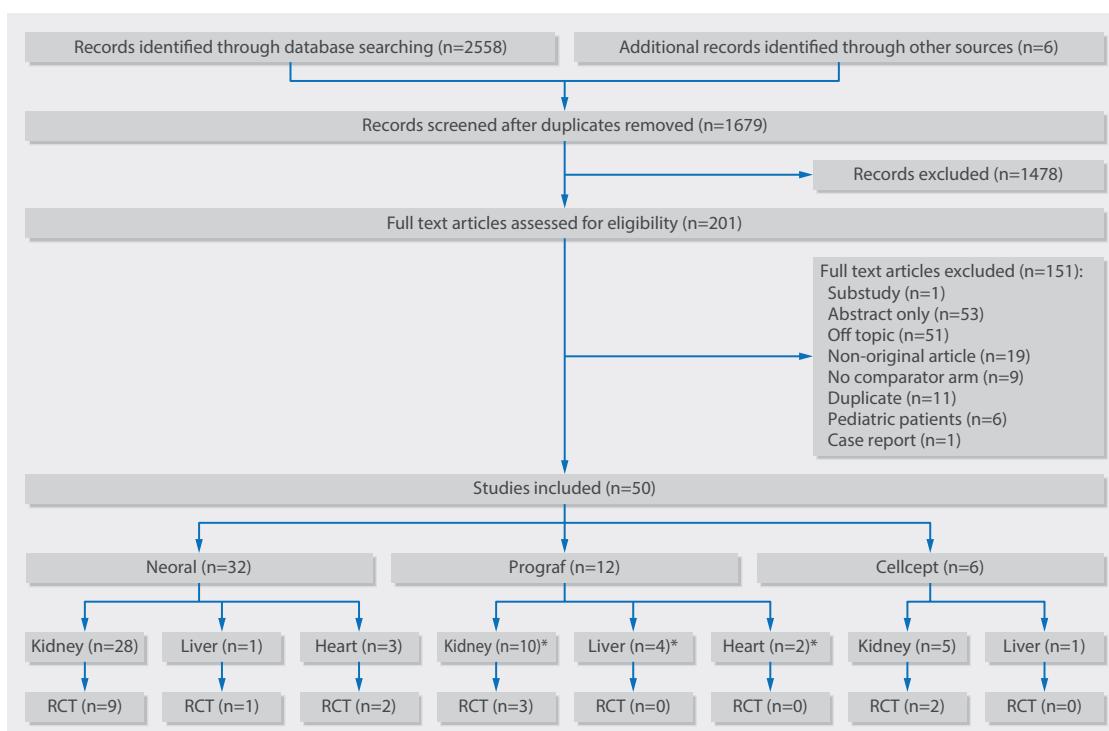 Records identified through database searching (n=2558)
Additional records identified through other sources (n=6)
Records screened after duplicates removed (n=1679)
Records excluded (n=1478)
Full text articles assessed for eligibility (n=201)
Full text articles excluded (n=151):
Substudy (n=1)
Abstract only (n=53)
Off topic (n=51)
Non-original article (n=19)
No comparator arm (n=9)
Duplicate (n=11)
Pediatric patients (n=6)
Case report (n=1)
Studies included (n=50)
Neoral (n=32)
Prograf (n=12)
Cellcept (n=6)
Kidney (n=28)
Liver (n=1)
Heart (n=3)
Kidney (n=10)*
Liver (n=4)*
Heart (n=2)*
Kidney (n=5)
Liver (n=1)
RCT (n=9)
RCT (n=1)
RCT (n=2)
RCT (n=3)
RCT (n=0)
RCT (n=0)
RCT (n=2)
RCT (n=0)